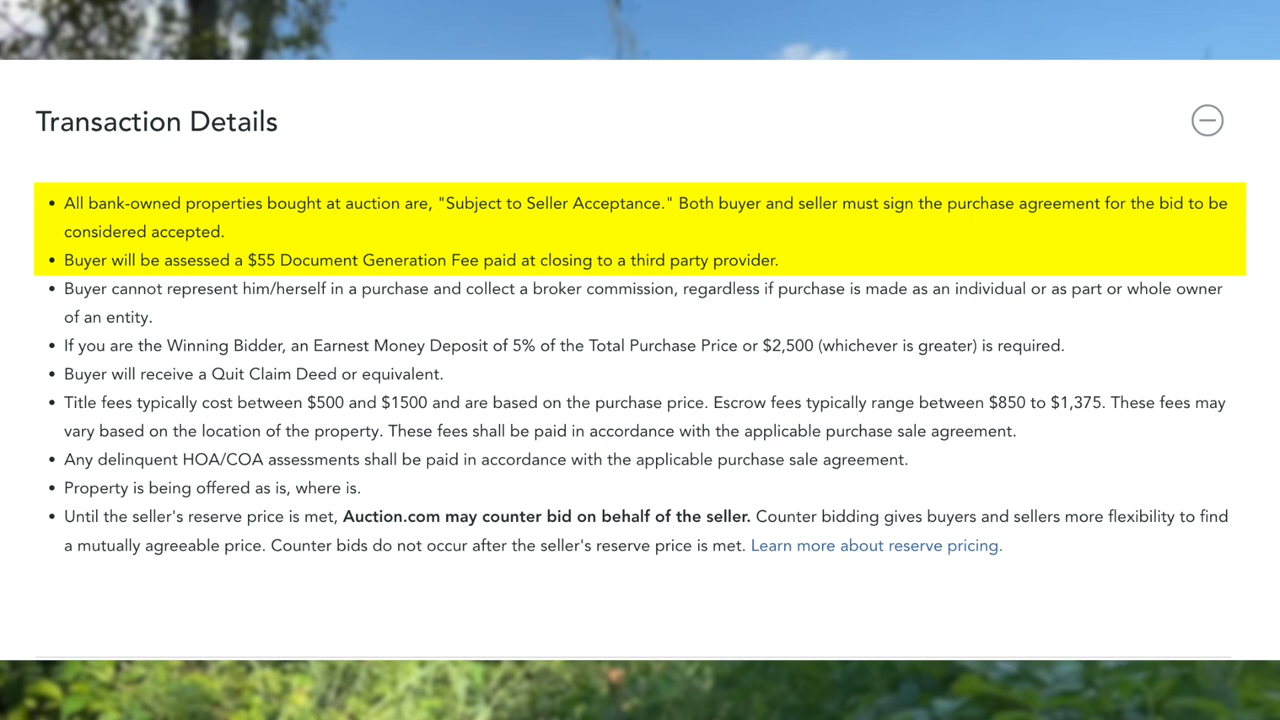 Transaction Details
• All bank-owned properties bought at auction are, "Subject to Seller Acceptance." Both buyer and seller must sign the purchase agreement for the bid to be
considered accepted.
• Buyer will be assessed a $55 Document Generation Fee paid at closing to a third party provider.
• Buyer cannot represent him/herself in a purchase and collect a broker commission, regardless if purchase is made as an individual or as part or whole owner
of an entity.
• If you are the Winning Bidder, an Earnest Money Deposit of 5% of the Total Purchase Price or $2,500 (whichever is greater) is required.
• Buyer will receive a Quit Claim Deed or equivalent.
• Title fees typically cost between $500 and $1500 and are based on the purchase price. Escrow fees typically range between $850 to $1,375. These fees may
vary based on the location of the property. These fees shall be paid in accordance with the applicable purchase sale agreement.
• Any delinquent HOA/COA assessments shall be paid in accordance with the applicable purchase sale agreement.
• Property is being offered as is, where is.
• Until the seller's reserve price is met, Auction.com may counter bid on behalf of the seller. Counter bidding gives buyers and sellers more flexibility to find
a mutually agreeable price. Counter bids do not occur after the seller's reserve price is met. Learn more about reserve pricing.